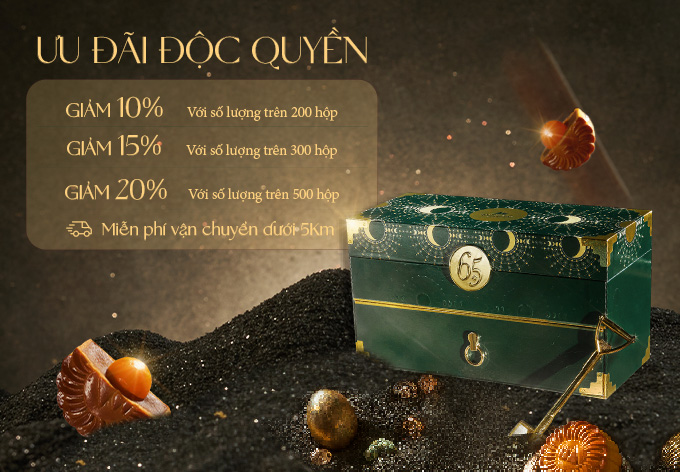 ƯU ĐÃI ĐỘC QUYỀN
GIẢM 10% Với số lượng trên 200 hộp
GIẢM 15% Với số lượng trên 300 hộp
GIẢM 20% Với số lượng trên 500 hộp
Miễn phí vận chuyển dưới 5Km
65